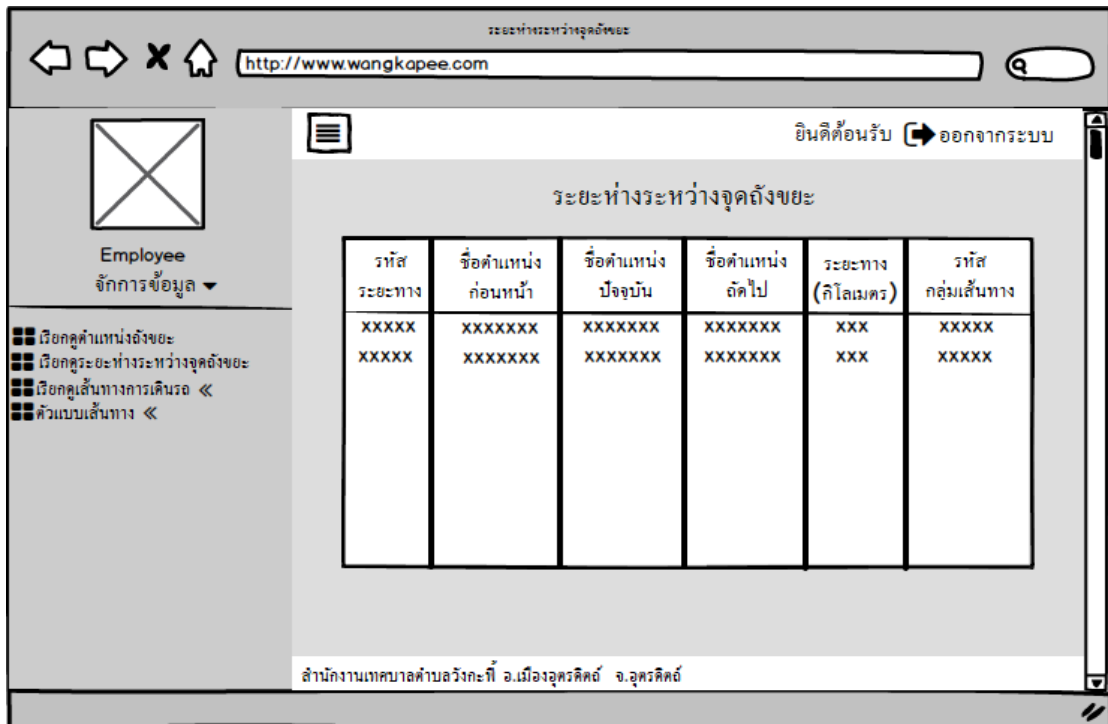 ระยะห่างระหว่างจุดถังขยะ
http://www.wangkapee.com
ยินดีต้อนรับ ออกจากระบบ
Employee
จัดการข้อมูล
เรียกดูตำแหน่งถังขยะ
เรียกดูระยะห่างระหว่างจุดถังขยะ
เรียกดูเส้นทางการเดินรถ «
ตัวแบบเส้นทาง «
ระยะห่างระหว่างจุดถังขยะ
รหัส ชื่อตำแหน่ง ชื่อตำแหน่ง ชื่อตำแหน่ง ระยะทาง รหัส
ระยะทาง ก่อนหน้า ปัจจุบัน ถัดไป (กิโลเมตร) กลุ่มเส้นทาง
xxxxx xxxxxxx xxxxxxx xxxxxxx xxx xxxxx
xxxxx xxxxxxx xxxxxxx xxxxxxx xxx xxxxx
สำนักงานเทศบาลตำบลวังกะพี้ อ.เมืองอุตรดิตถ์ จ.อุตรดิตถ์